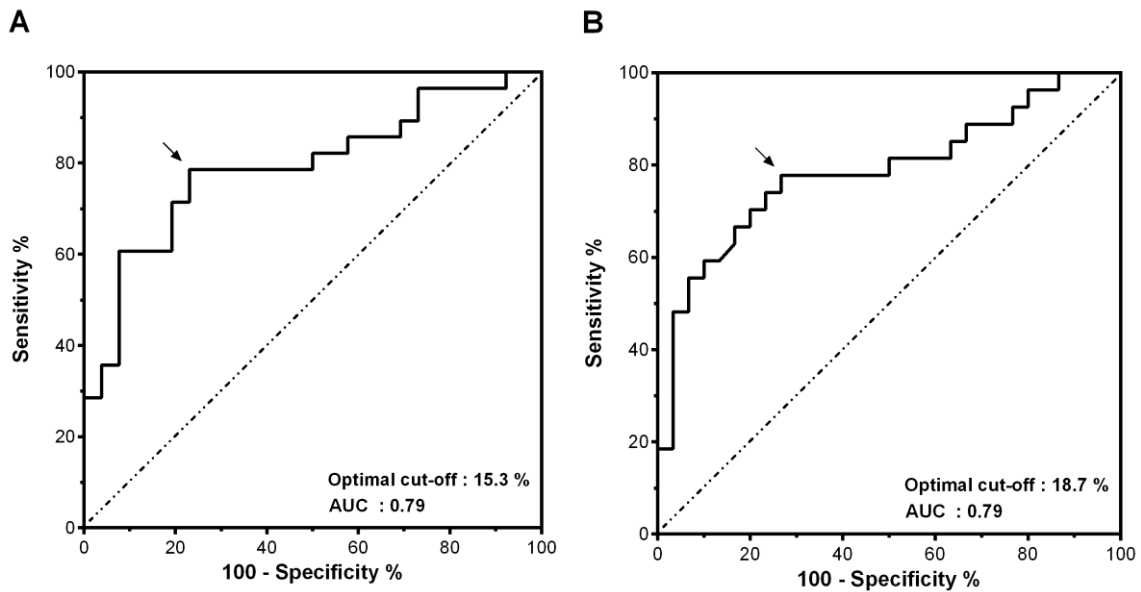 A
100
80
60
40
20
0
Sensitivity %
Optimal cut-off : 15.3 %
AUC : 0.79
0 20 40 60 80 100
100 - Specificity %
B
100
80
60
40
20
0
Sensitivity %
Optimal cut-off : 18.7 %
AUC : 0.79
0 20 40 60 80 100
100 - Specificity %